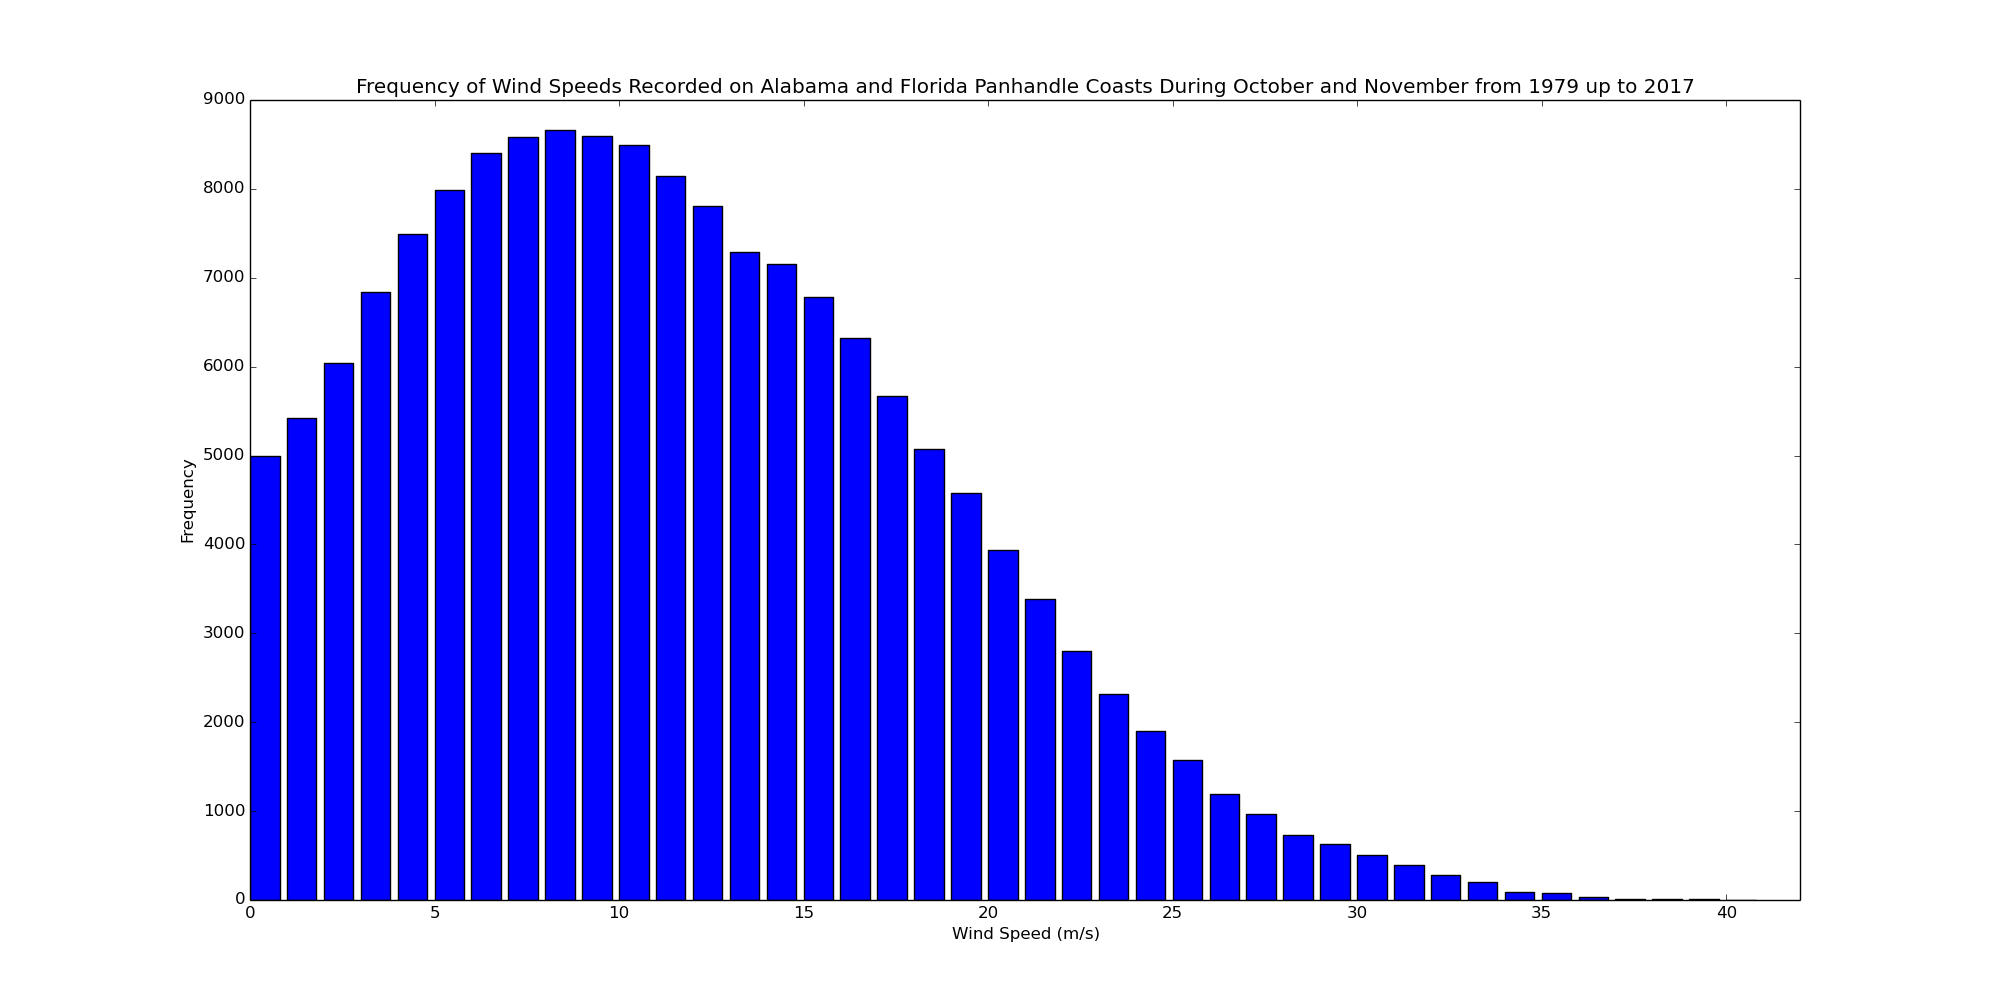 Frequency of Wind Speeds Recorded on Alabama and Florida Panhandle Coasts During October and November from 1979 up to 2017
9000
8000
7000
6000
5000
4000
3000
2000
1000
0
Frequency
0 5 10 15 20 25 30 35 40
Wind Speed (m/s)